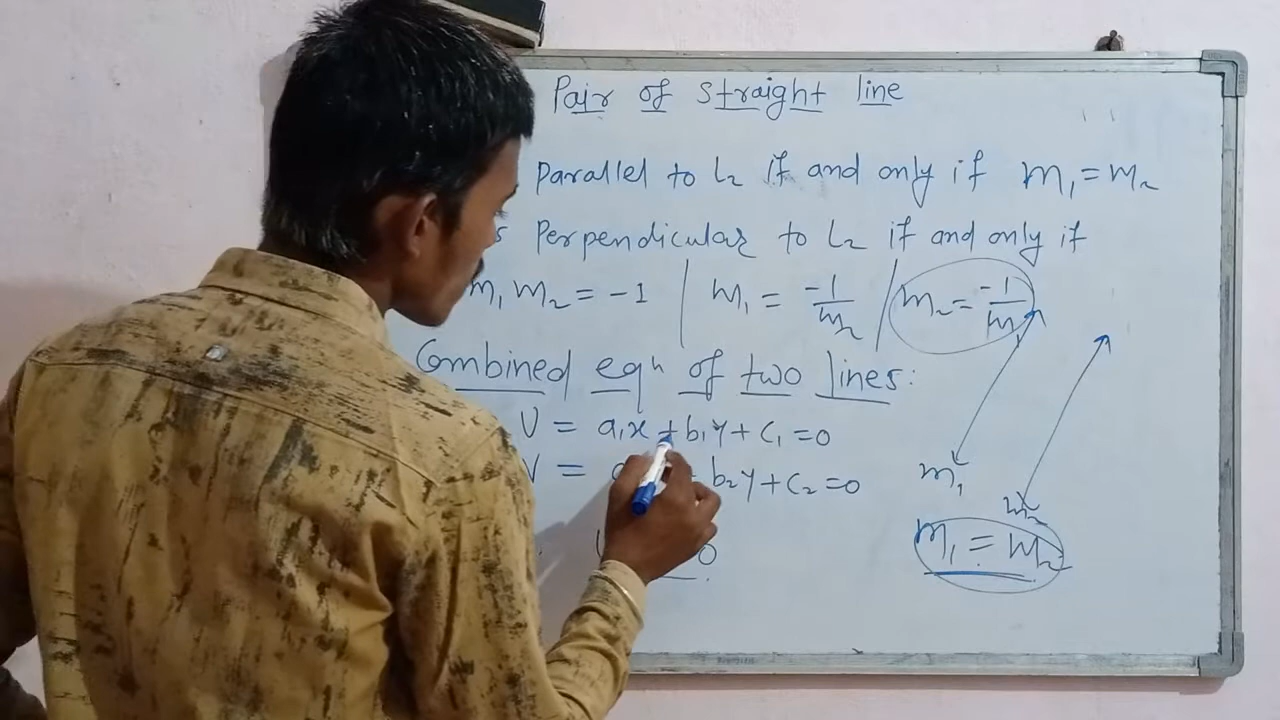 Pair of straight line
Parallel to L2 if and only if m1 = m2
s Perpendicular to L2 if and only if
m1 m2 = -1 | m1 = -1/m2 | m2 = -1/m
Combined eqn of two lines:
U = a1x + b1y + c1 = 0
V = b2y + c2 = 0
m1
m2
0
m1 = m2